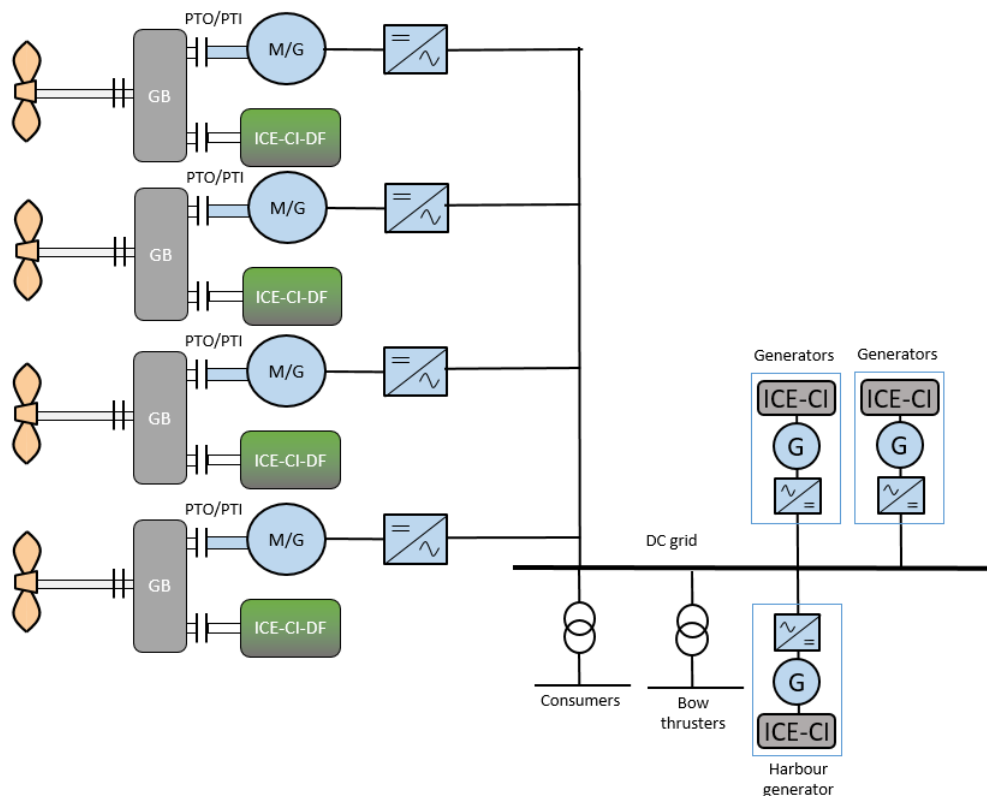 PTO/PTI
M/G
GB
ICE-CI-DF
PTO/PTI
M/G
GB
ICE-CI-DF
PTO/PTI
M/G
GB
ICE-CI-DF
PTO/PTI
M/G
GB
ICE-CI-DF
Generators
Generators
ICE-CI
ICE-CI
G
G
DC grid
G
ICE-CI
Consumers
Bow
thrusters
Harbour
generator